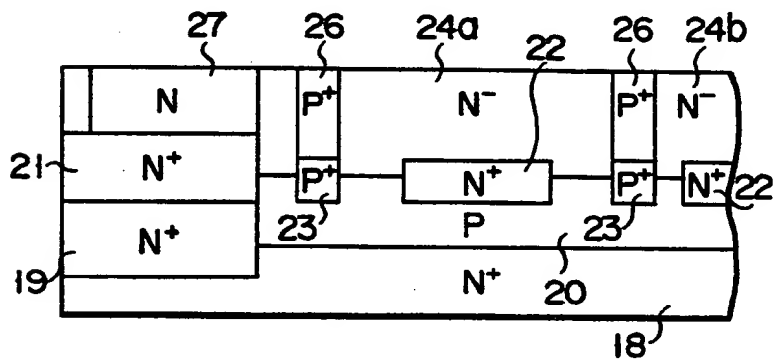 27 26 24a 22 26 24b
N P+ N− P+ N−
21 N+ P+ N+ P+ N+ 22
23 P 23
19 N+ 20
N+ 18